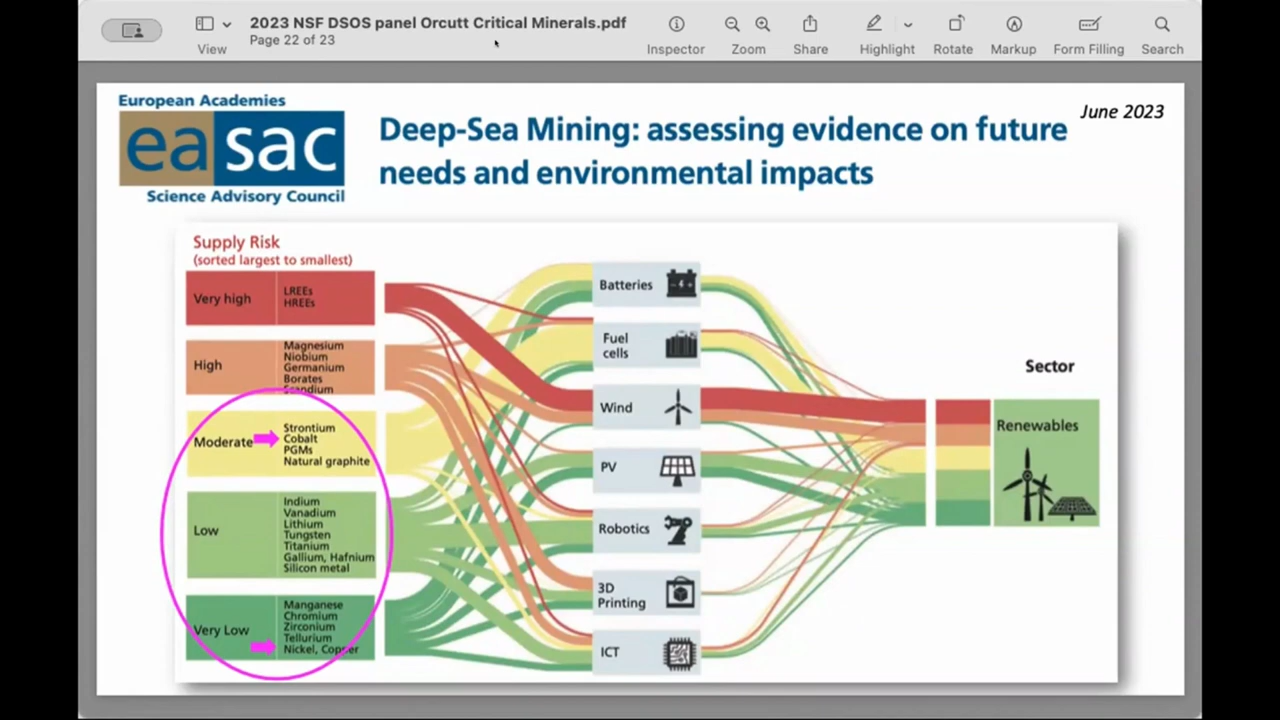 2023 NSF DSOS panel Orcutt Critical Minerals.pdf
Page 22 of 23
View
Inspector
Zoom
Share
Highlight
Rotate
Markup
Form Filling
Search
European Academies
easac
Science Advisory Council
Deep-Sea Mining: assessing evidence on future
needs and environmental impacts
June 2023
Supply Risk
(sorted largest to smallest)
Very high
LREEs
HREEs
High
Magnesium
Niobium
Germanium
Borates
Scandium
Moderate
Strontium
Cobalt
PGMs
Natural graphite
Low
Indium
Vanadium
Lithium
Tungsten
Titanium
Gallium, Hafnium
Silicon metal
Very Low
Manganese
Chromium
Zirconium
Tellurium
Nickel, Copper
Batteries
Fuel
cells
Wind
PV
Robotics
3D
Printing
ICT
Sector
Renewables